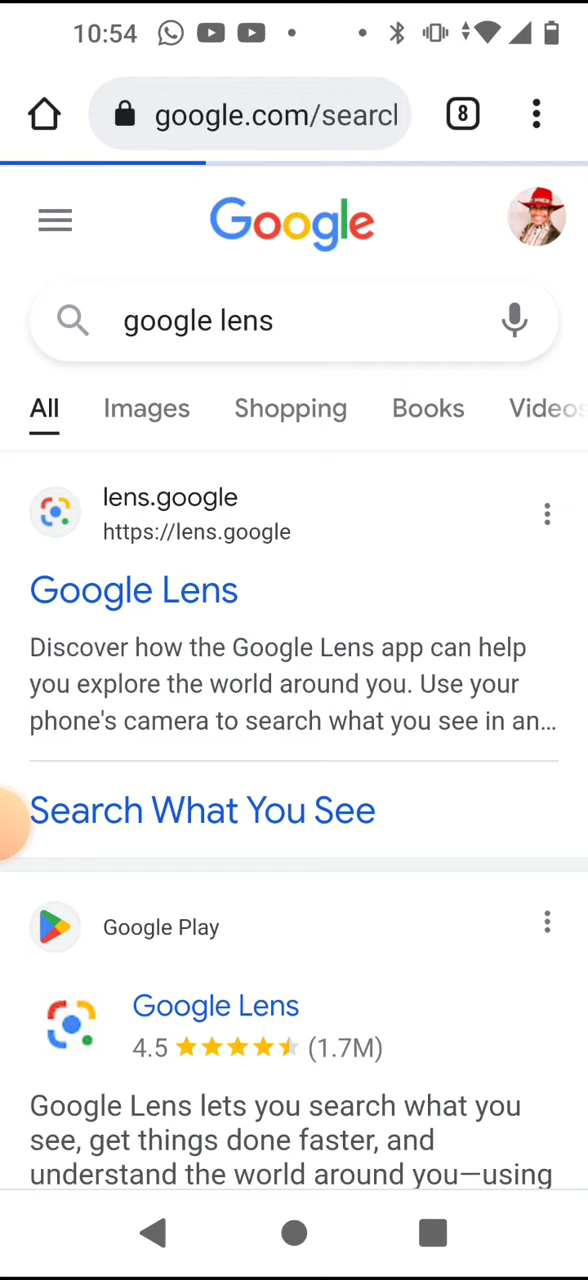 10:54
google.com/search
8
Google
google lens
All Images Shopping Books Videos
lens.google
https://lens.google
Google Lens
Discover how the Google Lens app can help
you explore the world around you. Use your
phone's camera to search what you see in an...
Search What You See
Google Play
Google Lens
4.5 (1.7M)
Google Lens lets you search what you
see, get things done faster, and
understand the world around you—using